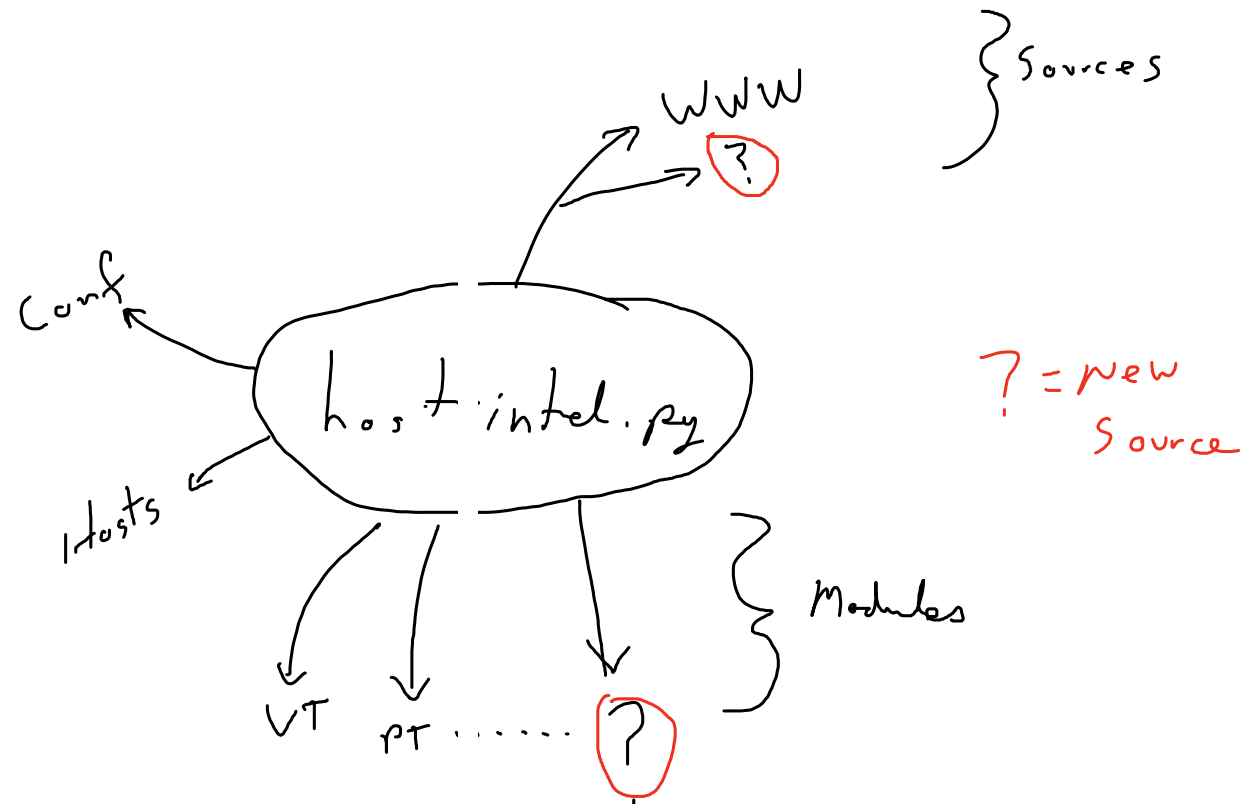 Sources
WWW
?
Conf
? = New
Source
host.intel.py
Hosts
Modules
VT
PT ......
?